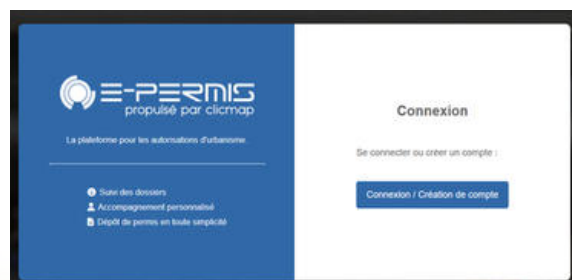 E-PERMIS
propulsé par clicmap
La plateforme pour les autorisations d'urbanisme
Suivi des dossiers
Accompagnement personnalisé
Dépôt de permis en toute simplicité
Connexion
Se connecter ou créer un compte :
Connexion / Création de compte